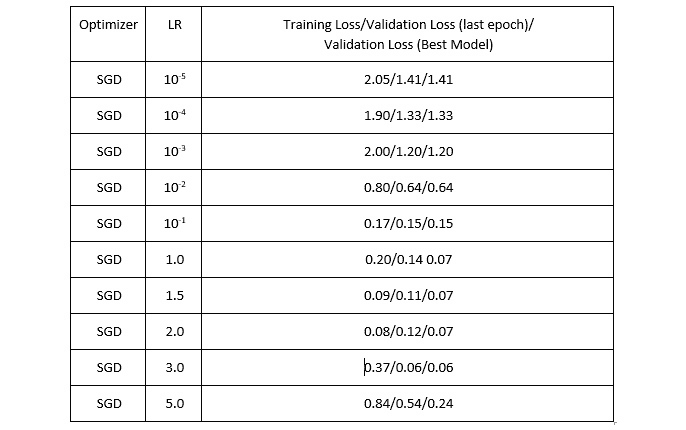 Optimizer LR Training Loss/Validation Loss (last epoch)/
Validation Loss (Best Model)
SGD 10⁻⁵ 2.05/1.41/1.41
SGD 10⁻⁴ 1.90/1.33/1.33
SGD 10⁻³ 2.00/1.20/1.20
SGD 10⁻² 0.80/0.64/0.64
SGD 10⁻¹ 0.17/0.15/0.15
SGD 1.0 0.20/0.14 0.07
SGD 1.5 0.09/0.11/0.07
SGD 2.0 0.08/0.12/0.07
SGD 3.0 0.37/0.06/0.06
SGD 5.0 0.84/0.54/0.24